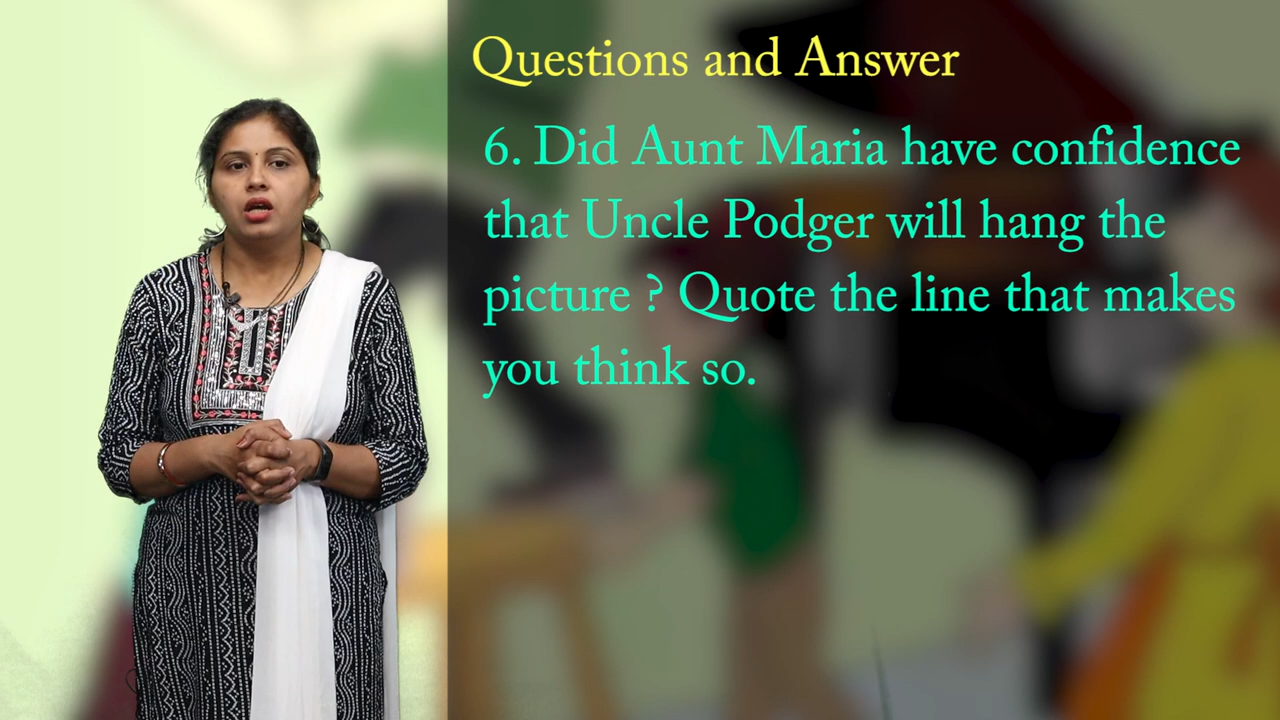 Questions and Answer
6. Did Aunt Maria have confidence
that Uncle Podger will hang the
picture ? Quote the line that makes
you think so.